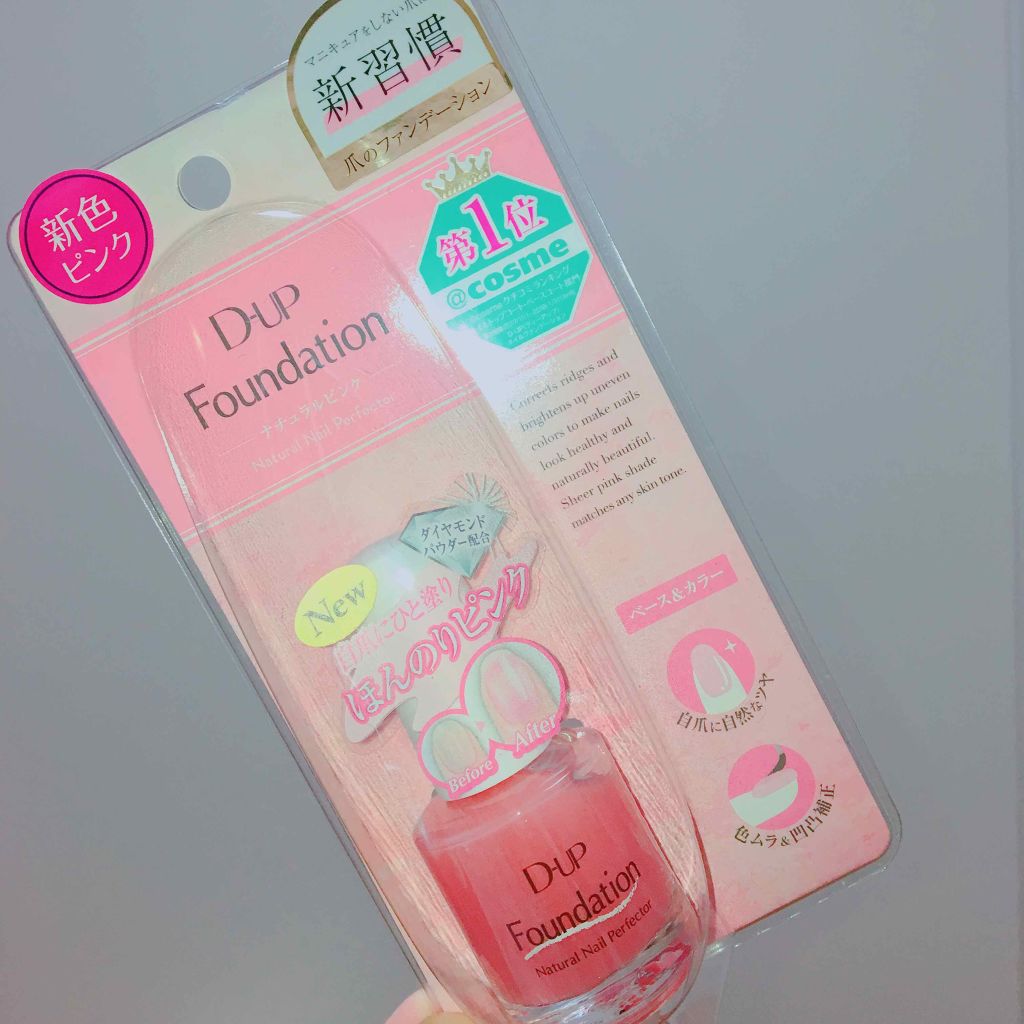 マニキュアをしない爪に
新習慣
爪のファンデーション
新色
ピンク
第1位
@cosme
D-UP
Foundation
ナチュラルピンク
Natural Nail Perfector
Corrects ridges and
brightens up uneven
colors to make nails
look healthy and
naturally beautiful.
Sheer pink shade
matches any skin tone.
ダイヤモンド
パウダー配合
New
自爪にひと塗り
ほんのりピンク
Before
After
ベース&カラー
自爪に自然なツヤ
色ムラ&凹凸補正
D-UP
Foundation
Natural Nail Perfector